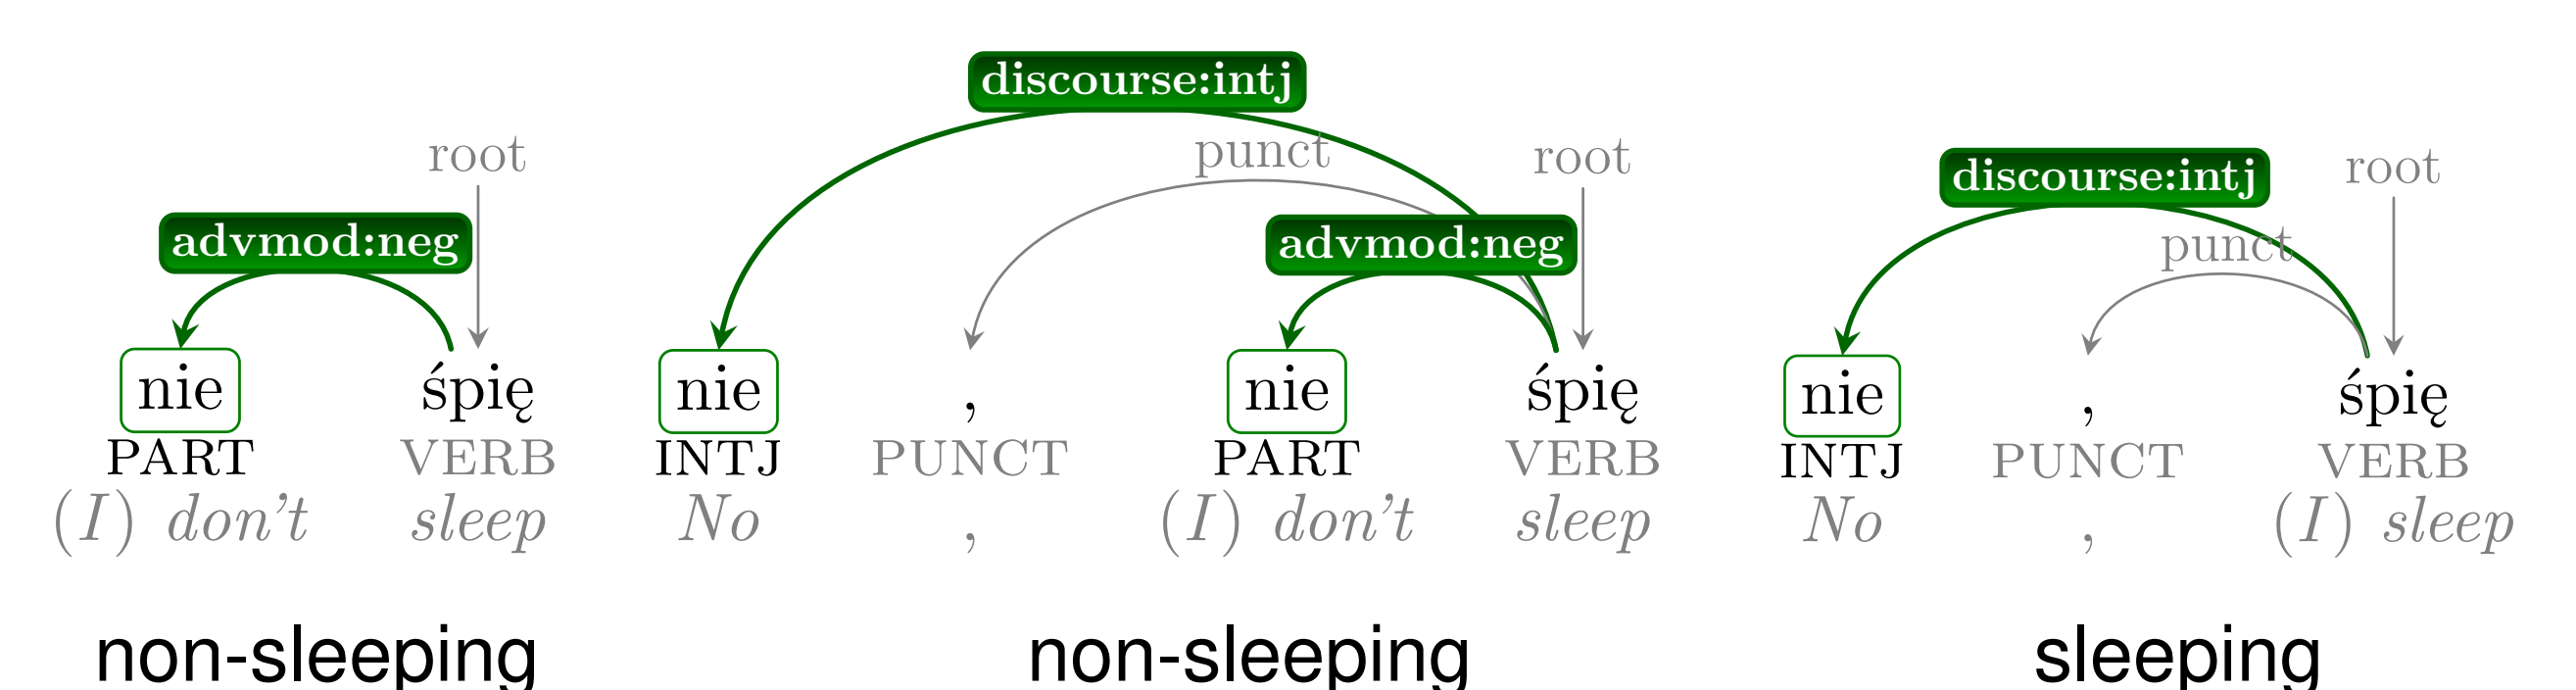 discourse:intj
root punct root discourse:intj root
advmod:neg advmod:neg punct
nie śpię nie , nie śpię nie , śpię
PART VERB INTJ PUNCT PART VERB INTJ PUNCT VERB
(I) don't sleep No , (I) don't sleep No , (I) sleep
non-sleeping non-sleeping sleeping